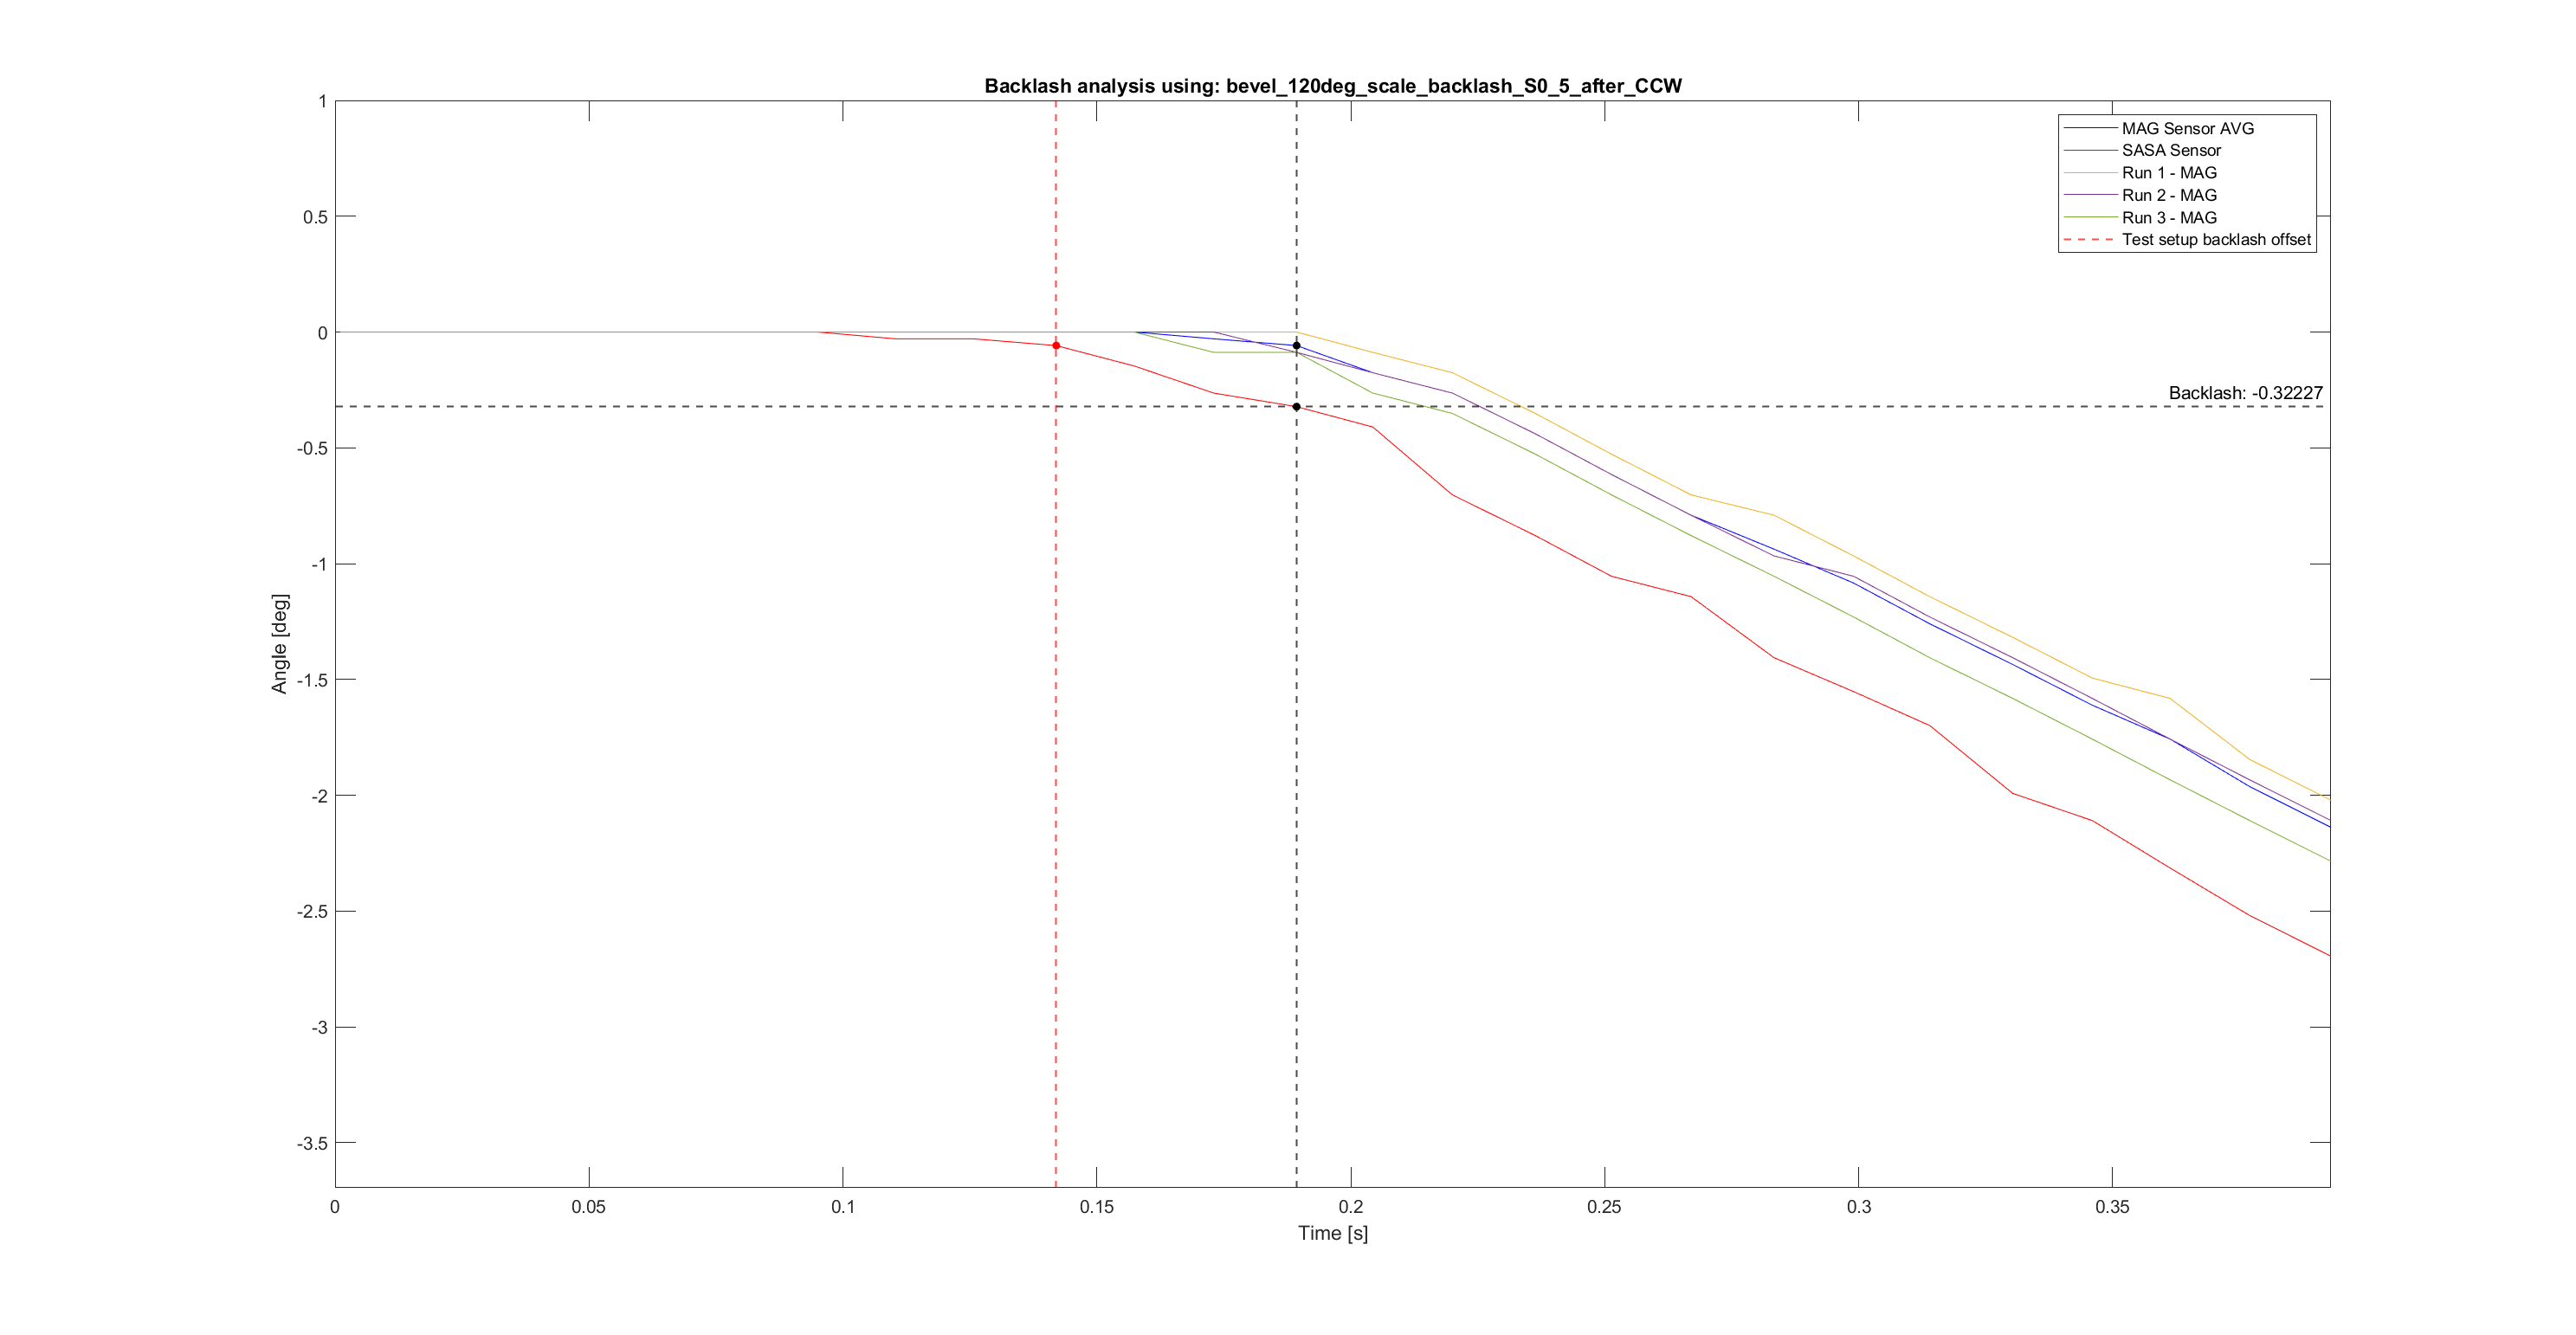 Backlash analysis using: bevel_120deg_scale_backlash_S0_5_after_CCW
1
0.5
0
-0.5
-1
-1.5
-2
-2.5
-3
-3.5
Angle [deg]
MAG Sensor AVG
SASA Sensor
Run 1 - MAG
Run 2 - MAG
Run 3 - MAG
Test setup backlash offset
Backlash: -0.32227
0
0.05
0.1
0.15
0.2
0.25
0.3
0.35
Time [s]